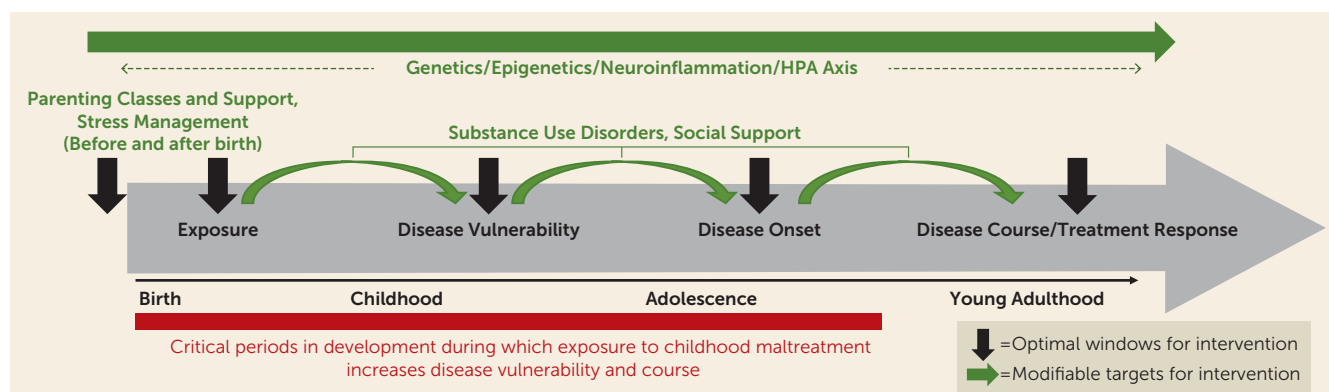 Genetics/Epigenetics/Neuroinflammation/HPA Axis
Parenting Classes and Support,
Stress Management
(Before and after birth)
Substance Use Disorders, Social Support
Exposure
Disease Vulnerability
Disease Onset
Disease Course/Treatment Response
Birth
Childhood
Adolescence
Young Adulthood
Critical periods in development during which exposure to childhood maltreatment
increases disease vulnerability and course
=Optimal windows for intervention
=Modifiable targets for intervention